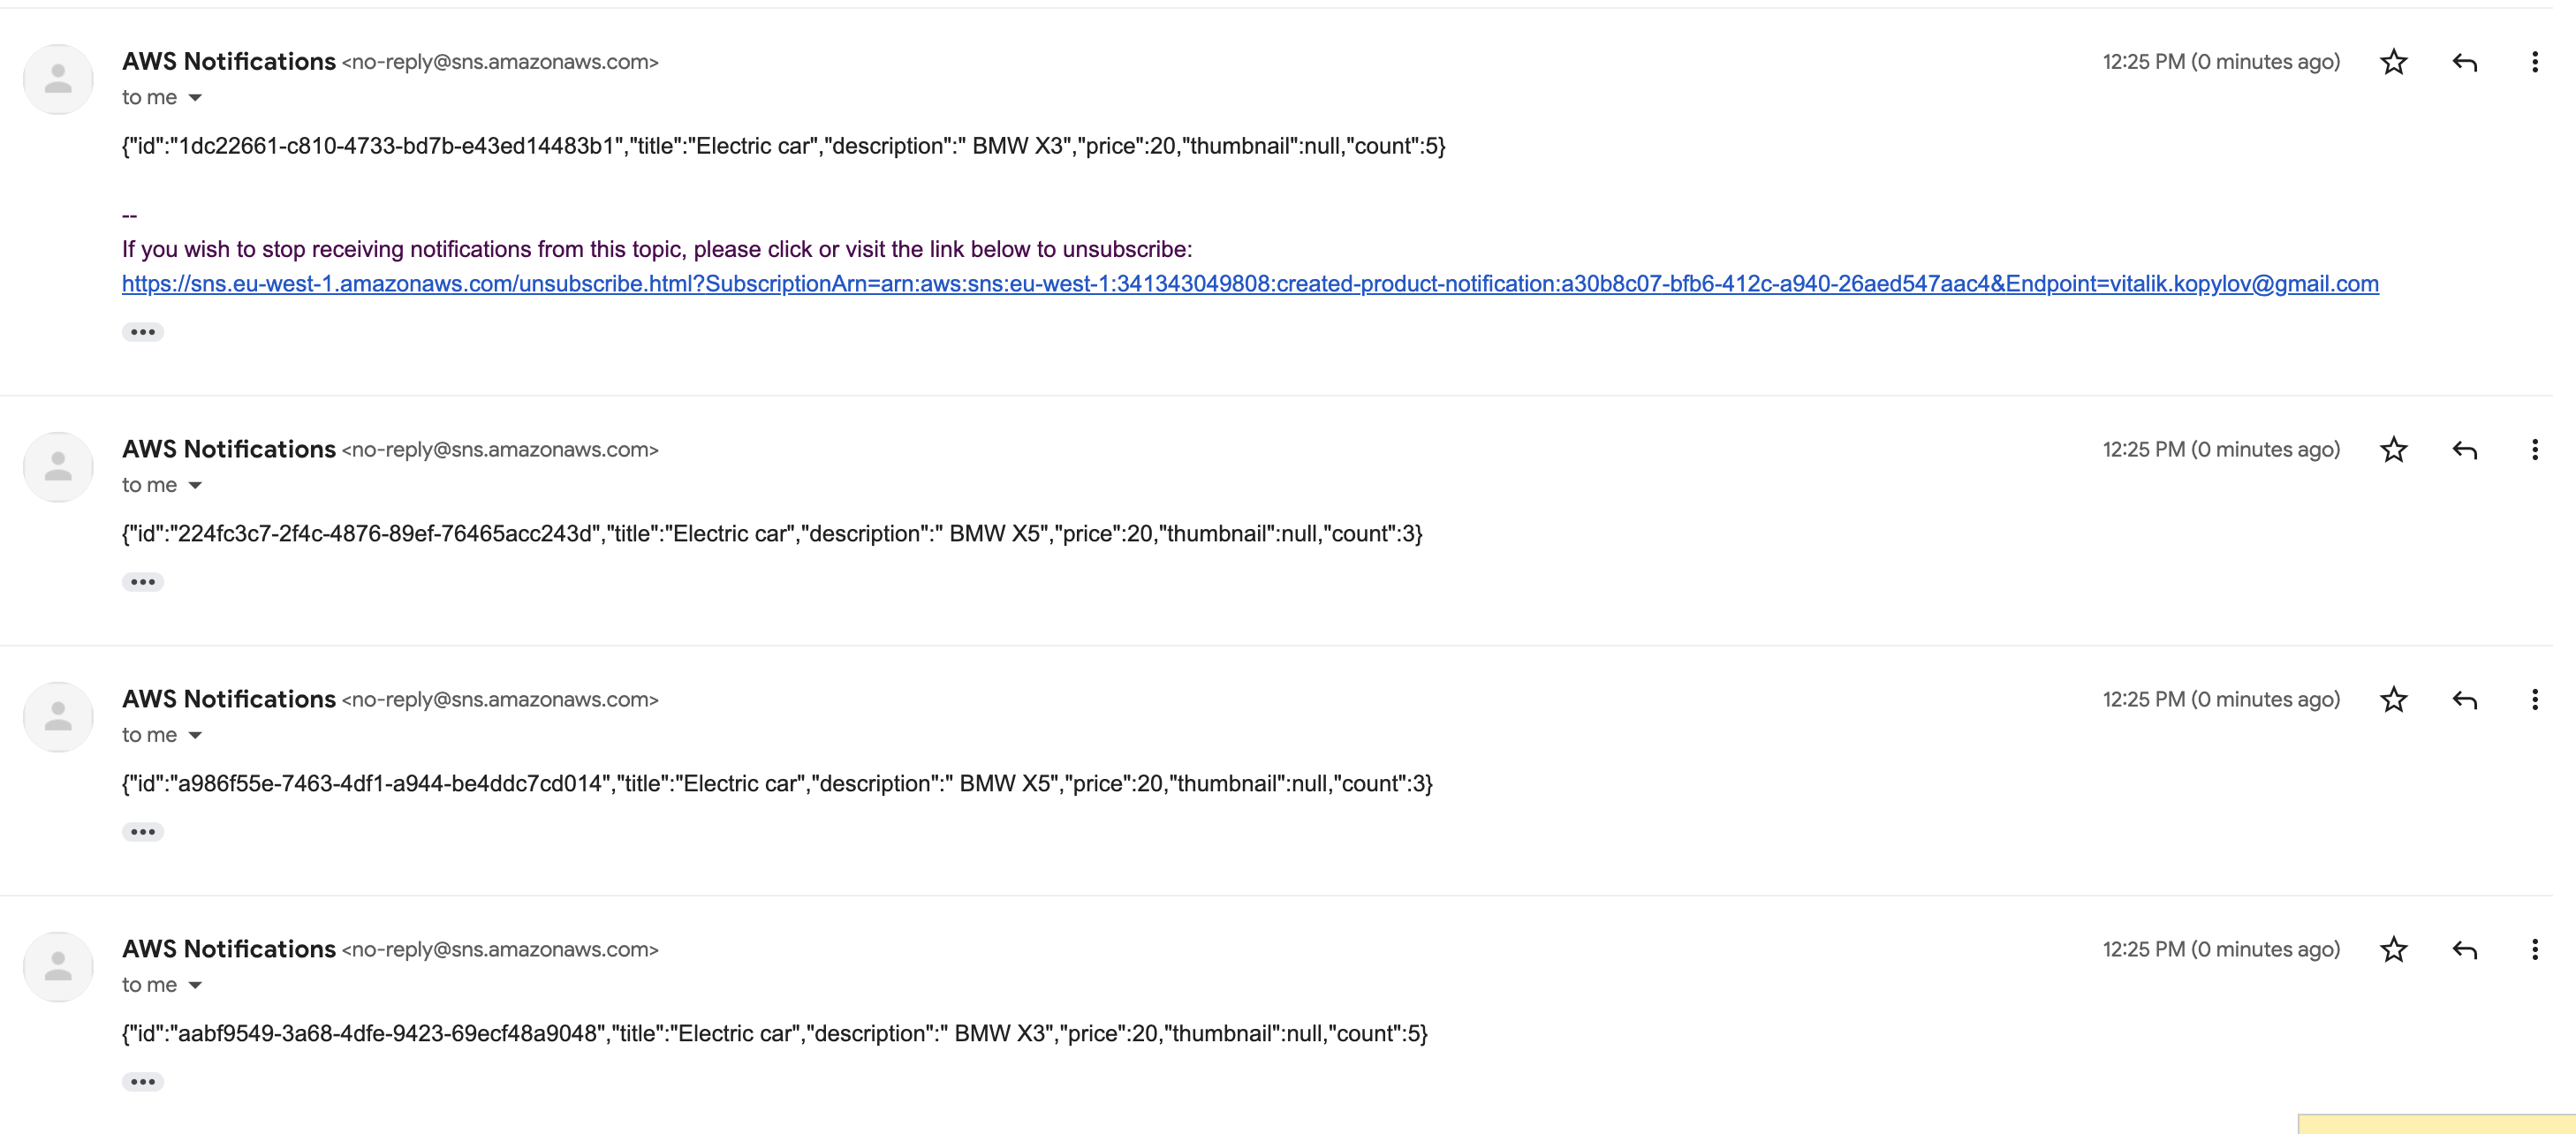 AWS Notifications <no-reply@sns.amazonaws.com> 12:25 PM (0 minutes ago)
to me
{"id":"1dc22661-c810-4733-bd7b-e43ed14483b1","title":"Electric car","description":" BMW X3","price":20,"thumbnail":null,"count":5}
--
If you wish to stop receiving notifications from this topic, please click or visit the link below to unsubscribe:
https://sns.eu-west-1.amazonaws.com/unsubscribe.html?SubscriptionArn=arn:aws:sns:eu-west-1:341343049808:created-product-notification:a30b8c07-bfb6-412c-a940-26aed547aac4&Endpoint=vitalik.kopylov@gmail.com
AWS Notifications <no-reply@sns.amazonaws.com> 12:25 PM (0 minutes ago)
to me
{"id":"224fc3c7-2f4c-4876-89ef-76465acc243d","title":"Electric car","description":" BMW X5","price":20,"thumbnail":null,"count":3}
AWS Notifications <no-reply@sns.amazonaws.com> 12:25 PM (0 minutes ago)
to me
{"id":"a986f55e-7463-4df1-a944-be4ddc7cd014","title":"Electric car","description":" BMW X5","price":20,"thumbnail":null,"count":3}
AWS Notifications <no-reply@sns.amazonaws.com> 12:25 PM (0 minutes ago)
to me
{"id":"aabf9549-3a68-4dfe-9423-69ecf48a9048","title":"Electric car","description":" BMW X3","price":20,"thumbnail":null,"count":5}